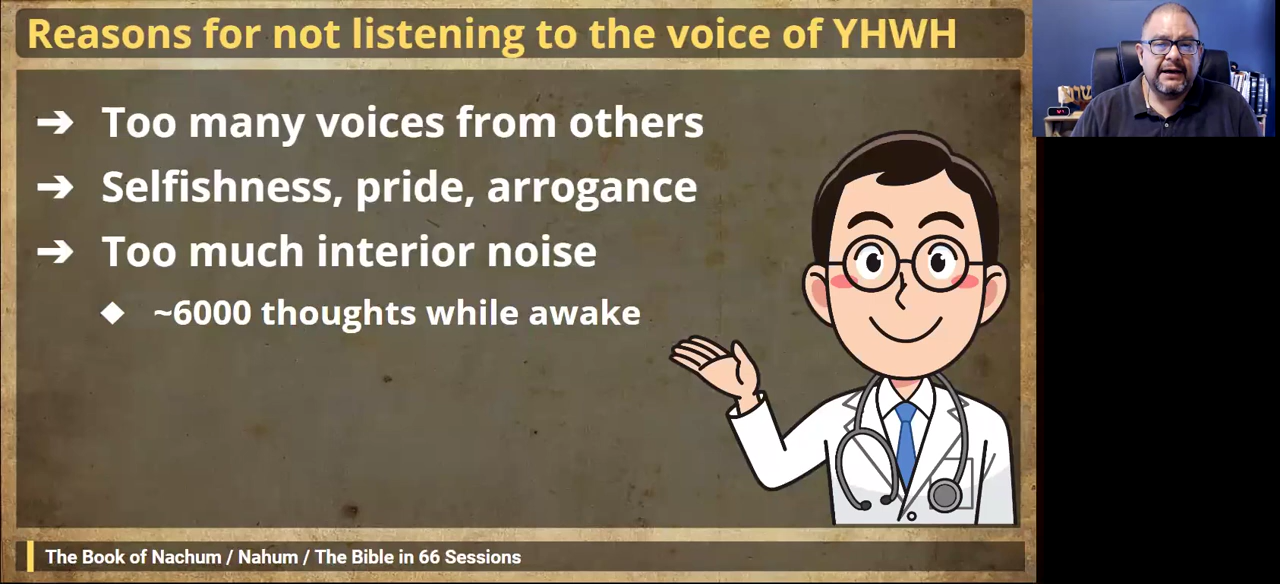 Reasons for not listening to the voice of YHWH
➔ Too many voices from others
➔ Selfishness, pride, arrogance
➔ Too much interior noise
◆ ~6000 thoughts while awake
The Book of Nachum / Nahum / The Bible in 66 Sessions